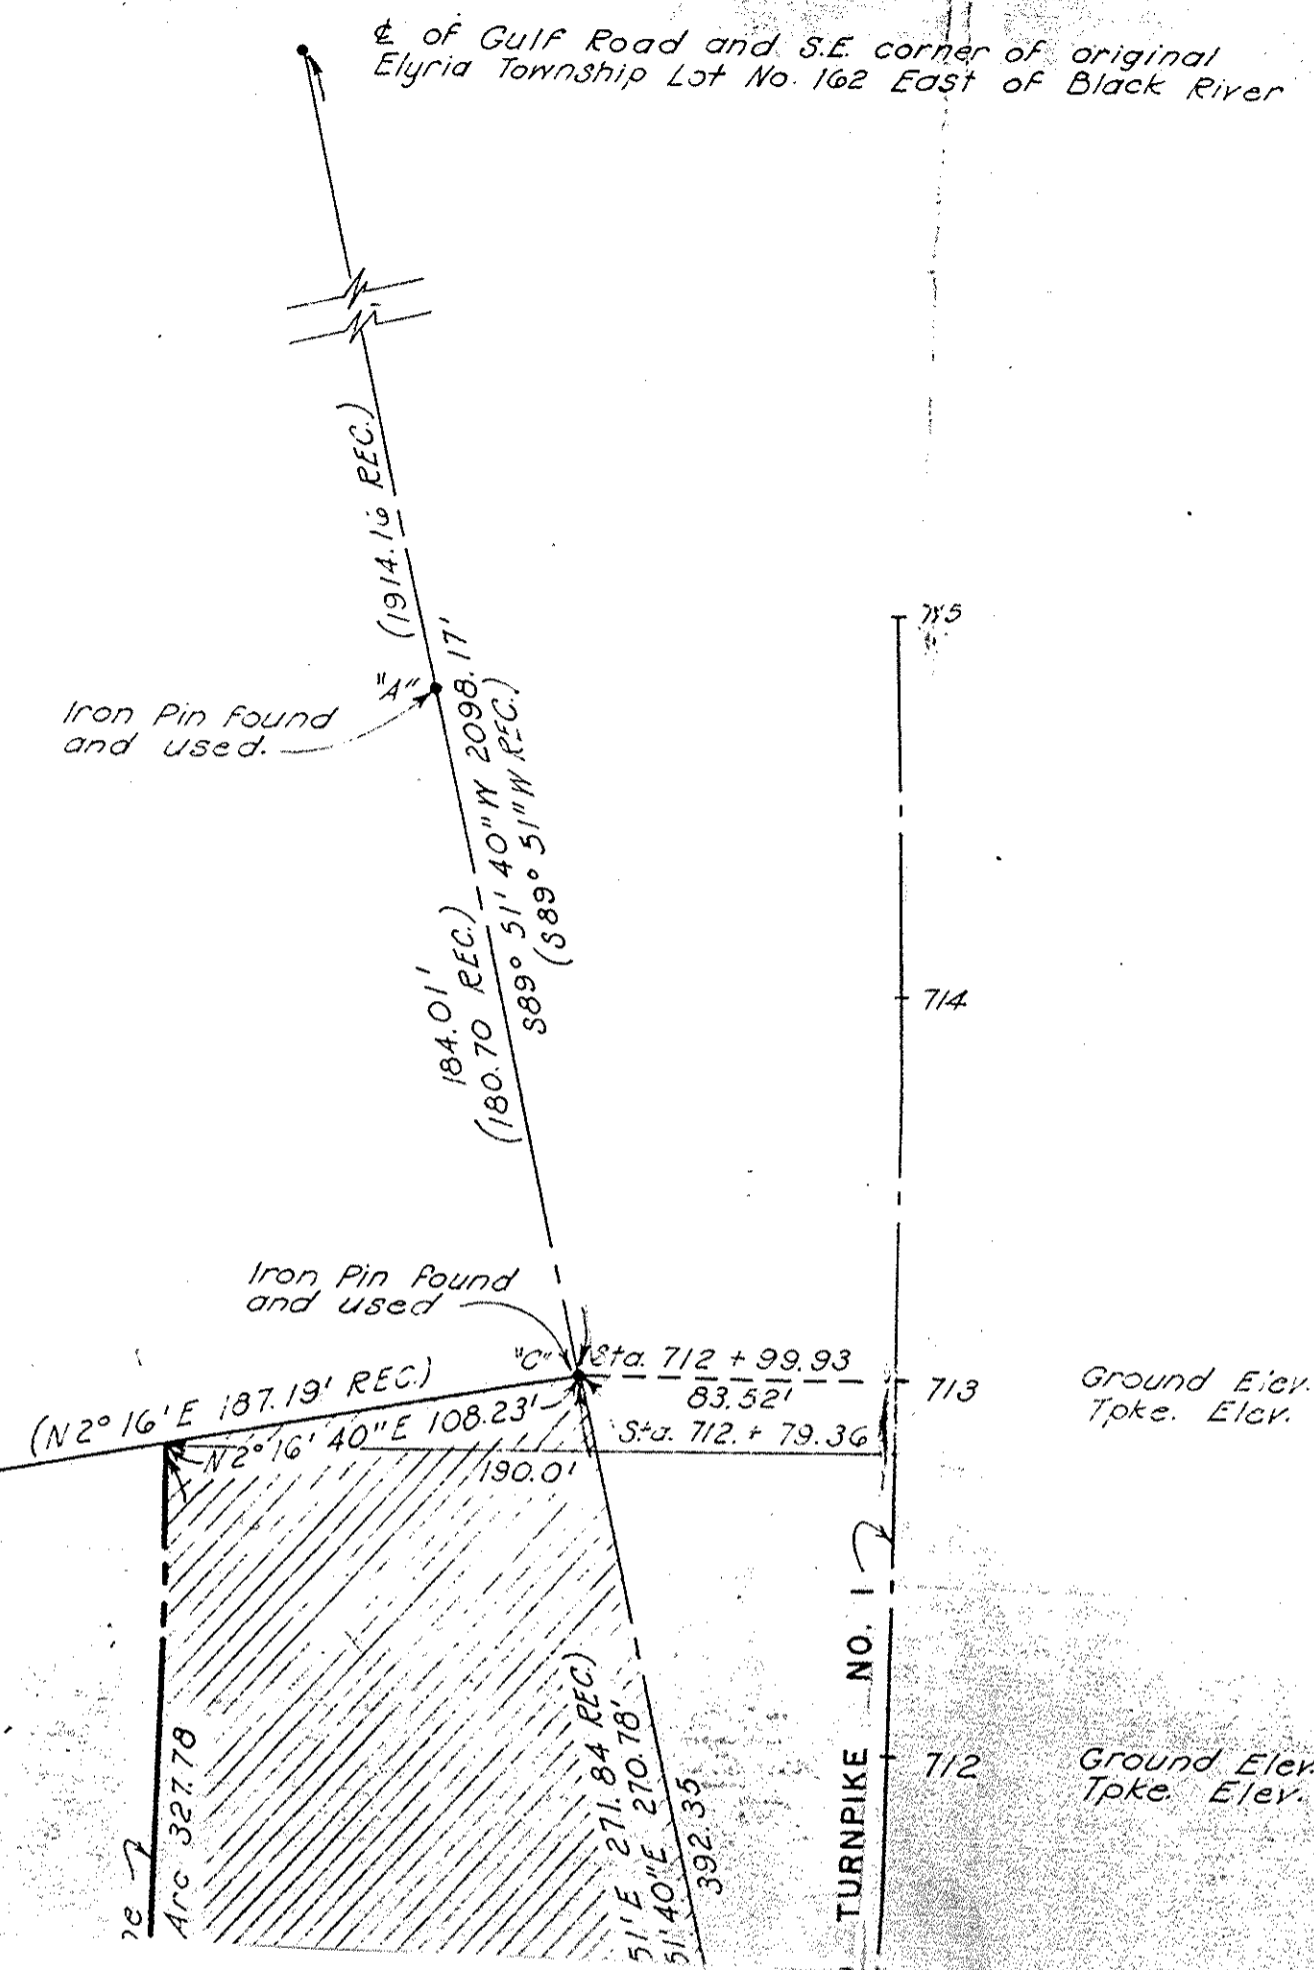 ℄ of Gulf Road and S.E. corner of original
Elyria Township Lot No. 162 East of Black River
(1914.16 REC.)
"A"
Iron Pin found
and used.
S89° 51' 40" W 2098.17'
(S89° 51" W REC.)
184.01'
(180.70 REC.)
715
714
Iron Pin found
and used
"C"
Sta. 712 + 99.93
83.52'
713
Ground Elev.
Tpke. Elev.
(N2° 16' E 187.19' REC.)
N2° 16' 40" E 108.23'
Sta. 712. + 79.36
190.0'
Arc 327.78
51' E 271.84 REC.)
51' 40" E 270.78'
392.35
TURNPIKE NO. 1
712
Ground Elev.
Tpke. Elev.